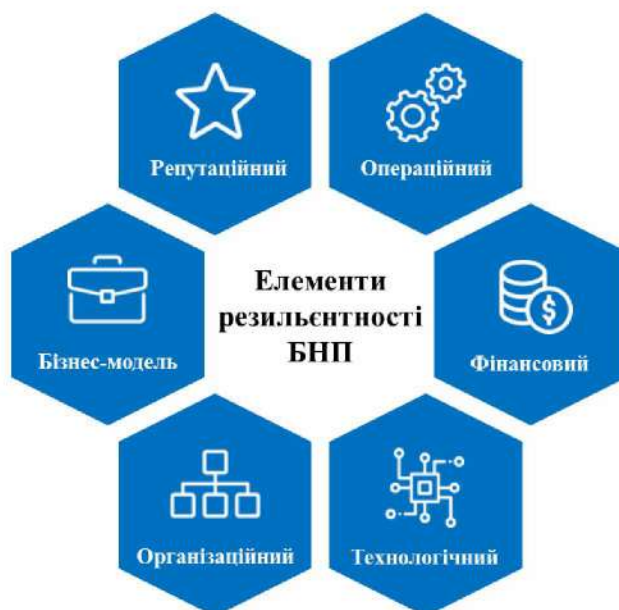 Репутаційний
Операційний
Елементи
резильєнтності
БНП
Бізнес-модель
Фінансовий
Організаційний
Технологічний